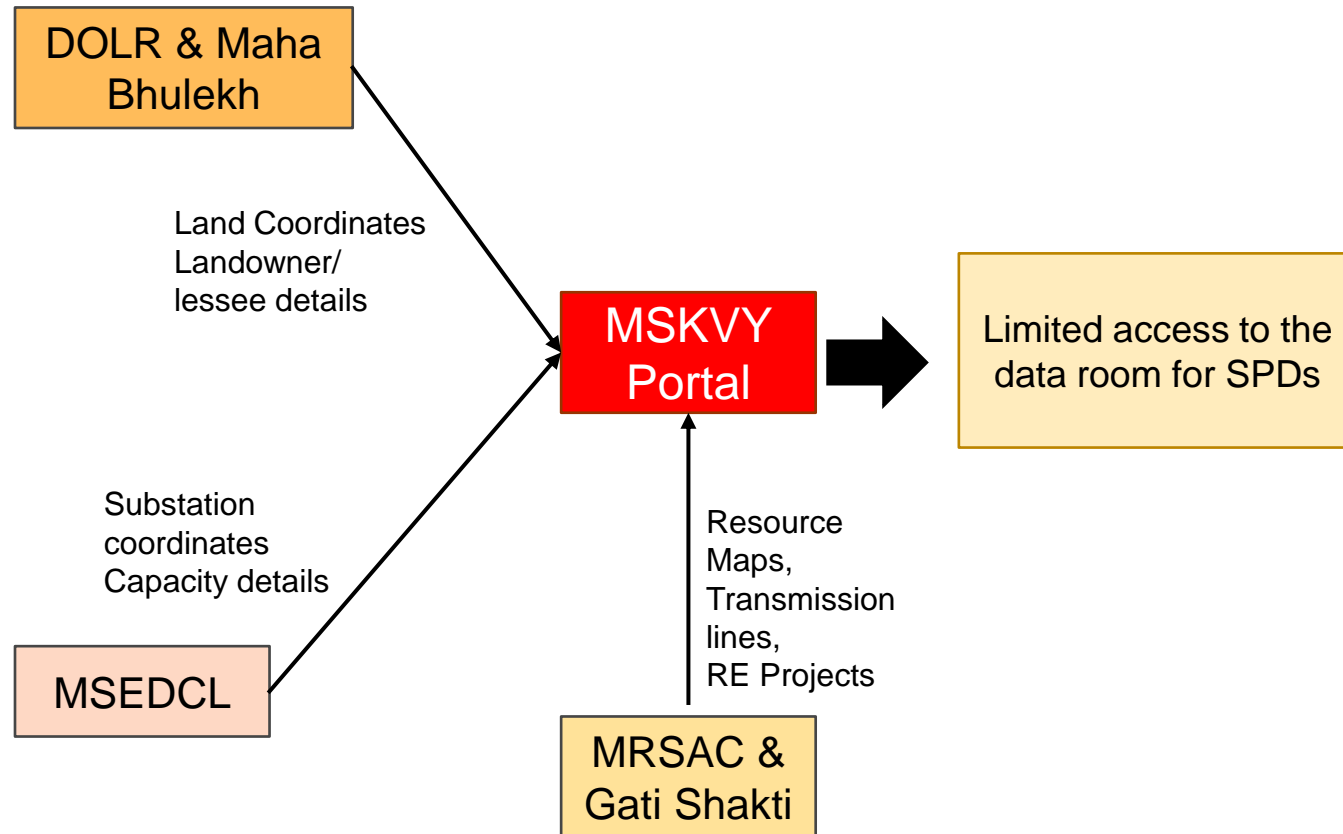 DOLR & Maha
Bhulekh
Land Coordinates
Landowner/
lessee details
MSKVY
Portal
Limited access to the
data room for SPDs
Substation
coordinates
Capacity details
Resource
Maps,
Transmission
lines,
RE Projects
MSEDCL
MRSAC &
Gati Shakti